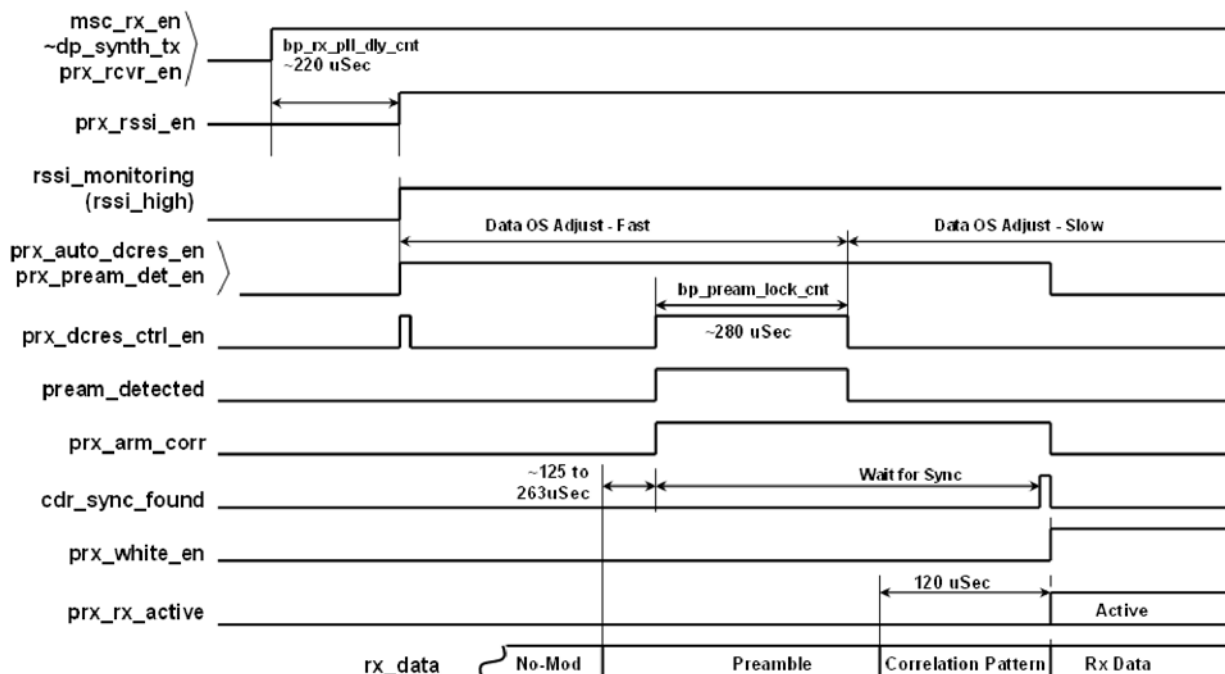 msc_rx_en
~dp_synth_tx
prx_rcvr_en
bp_rx_pll_dly_cnt
~220 uSec
prx_rssi_en
rssi_monitoring
(rssi_high)
Data OS Adjust - Fast
Data OS Adjust - Slow
prx_auto_dcres_en
prx_pream_det_en
bp_pream_lock_cnt
prx_dcres_ctrl_en
~280 uSec
pream_detected
prx_arm_corr
~125 to
263uSec
Wait for Sync
cdr_sync_found
prx_white_en
120 uSec
prx_rx_active
Active
rx_data
No-Mod
Preamble
Correlation Pattern
Rx Data